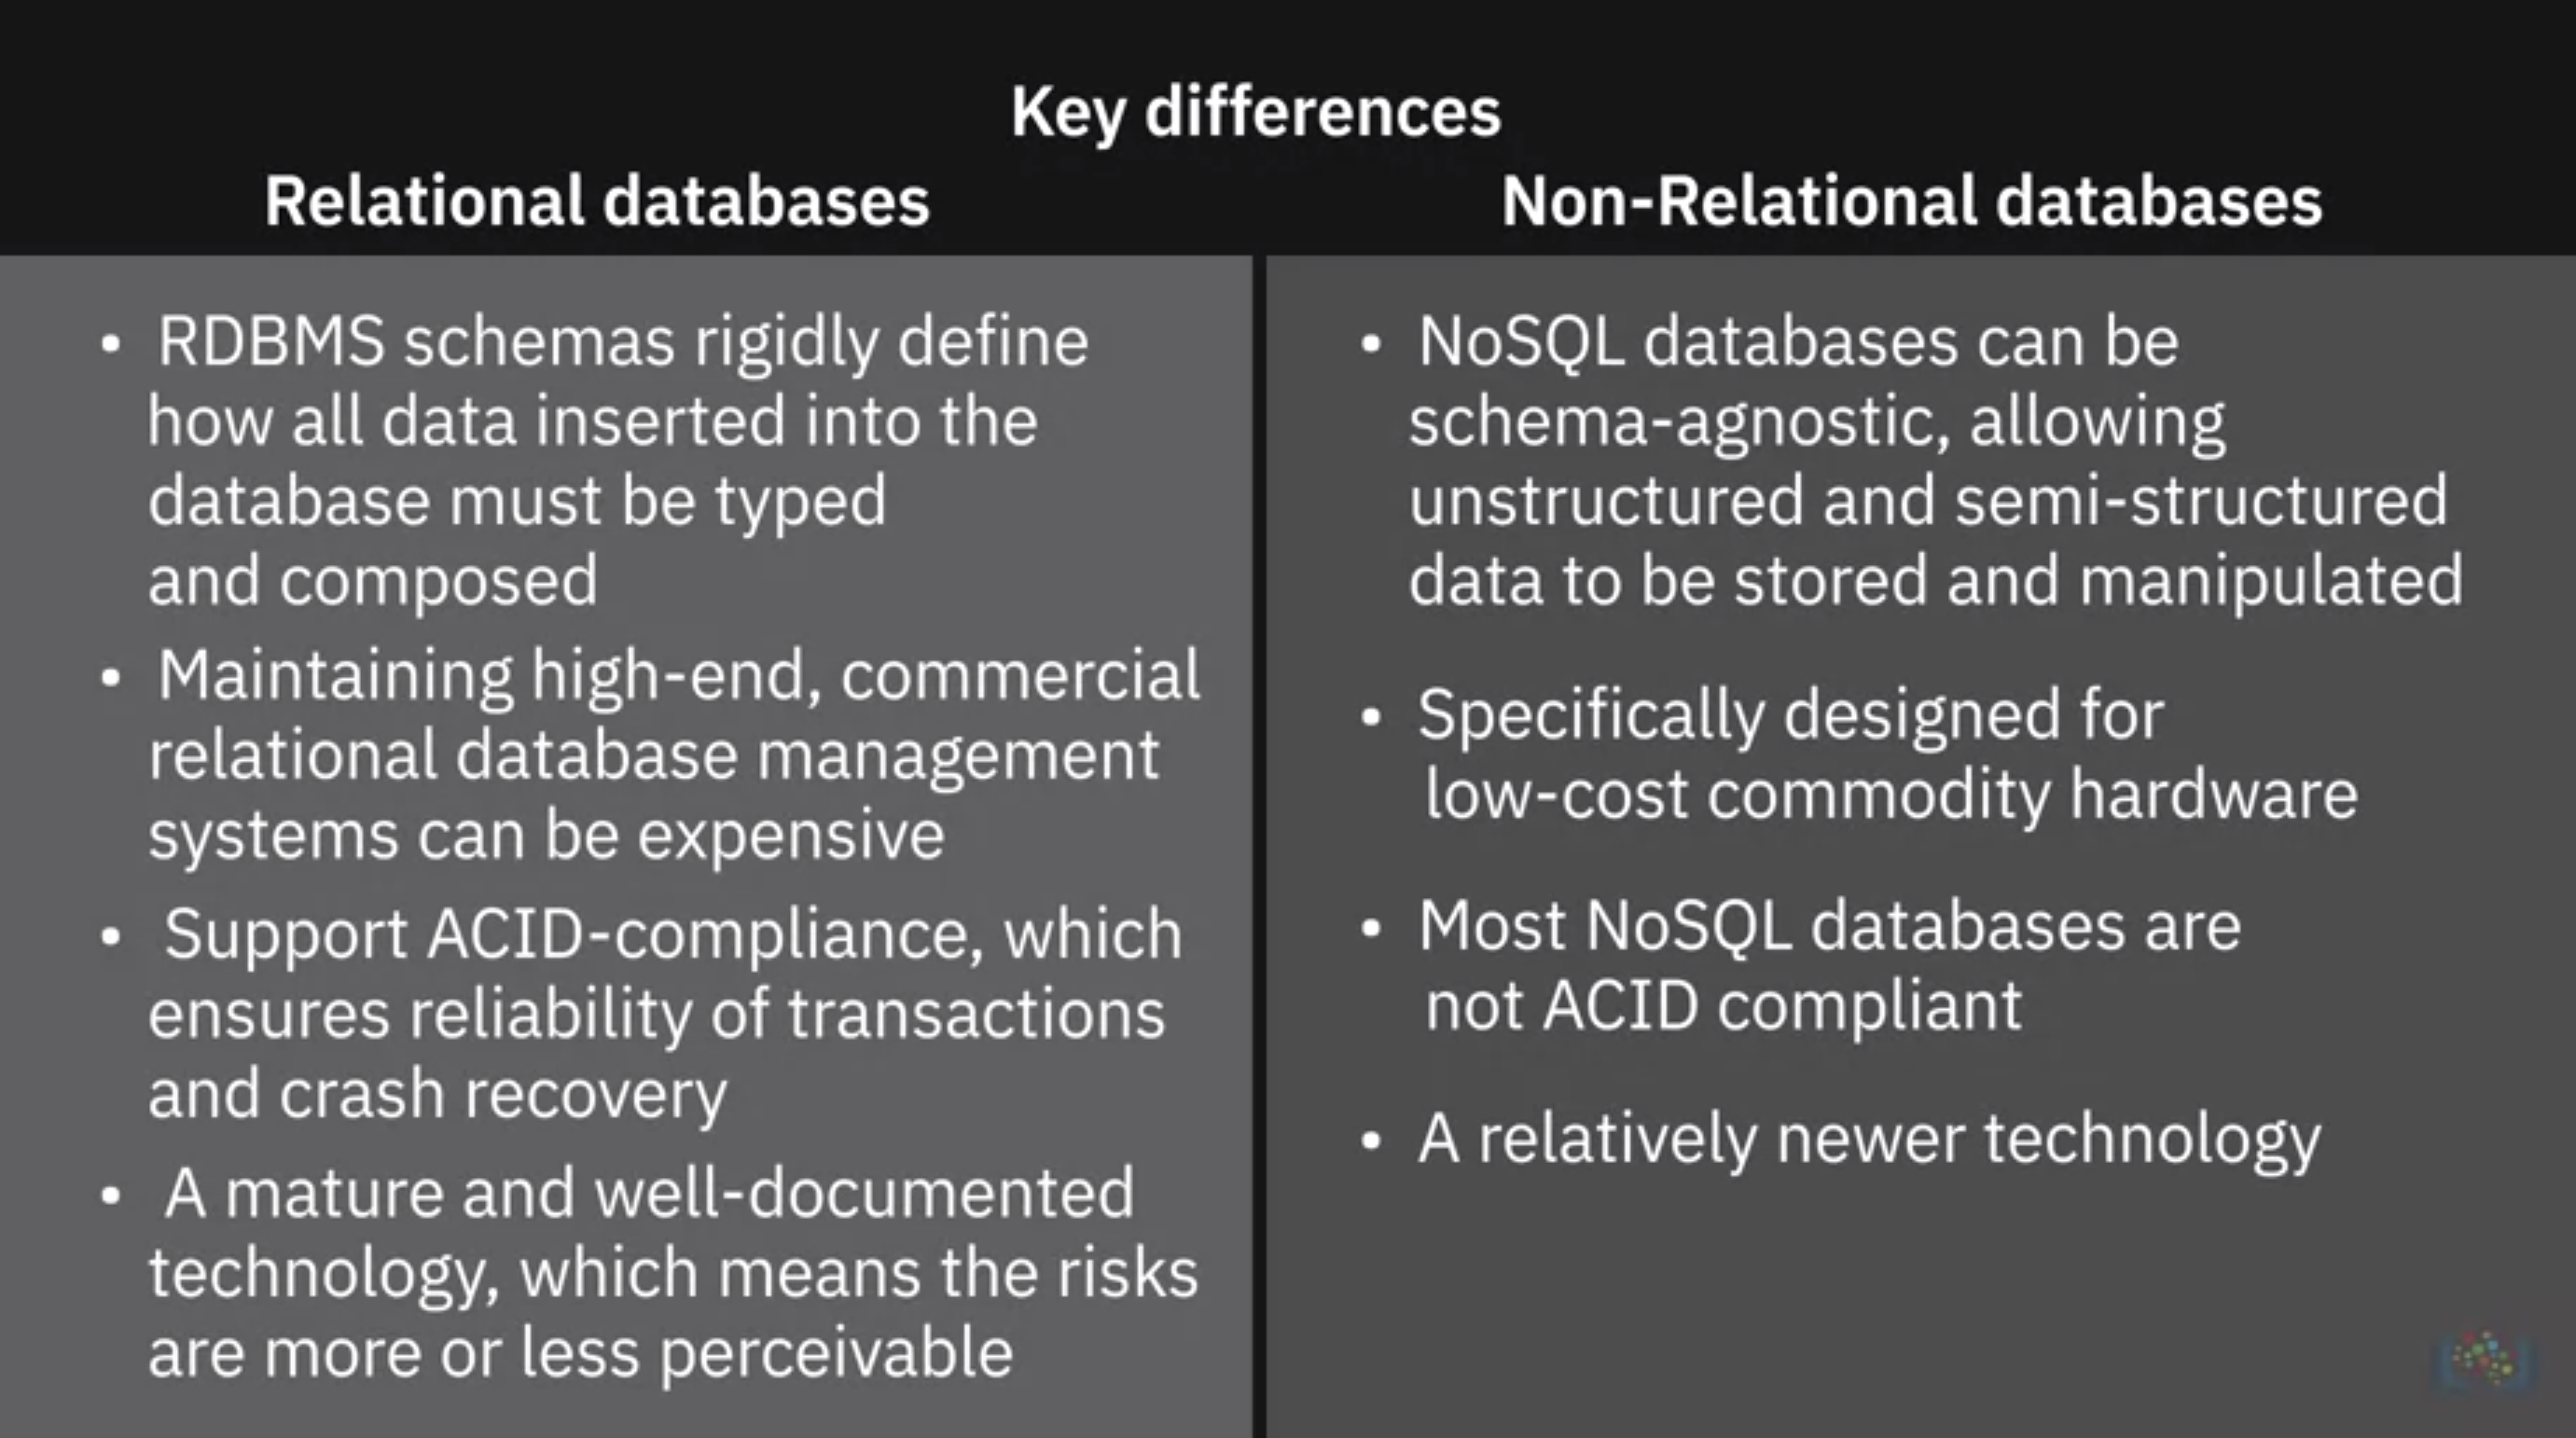 Key differences
Relational databases
Non-Relational databases
• RDBMS schemas rigidly define
how all data inserted into the
database must be typed
and composed
• Maintaining high-end, commercial
relational database management
systems can be expensive
• Support ACID-compliance, which
ensures reliability of transactions
and crash recovery
• A mature and well-documented
technology, which means the risks
are more or less perceivable
• NoSQL databases can be
schema-agnostic, allowing
unstructured and semi-structured
data to be stored and manipulated
• Specifically designed for
low-cost commodity hardware
• Most NoSQL databases are
not ACID compliant
• A relatively newer technology